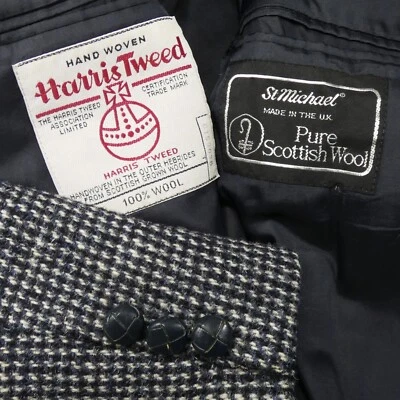 HAND WOVEN
Harris Tweed
THE HARRIS TWEED
ASSOCIATION
LIMITED
CERTIFICATION
TRADE MARK
HARRIS TWEED
HANDWOVEN IN THE OUTER HEBRIDES
FROM SCOTTISH GROWN WOOL
100% WOOL
St Michael®
MADE IN THE U.K.
Pure
Scottish Wool